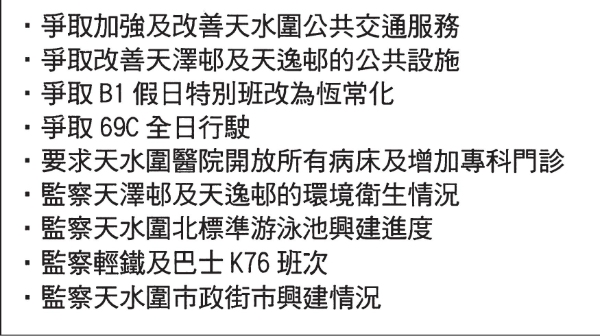 ・爭取加強及改善天水圍公共交通服務
・爭取改善天澤邨及天逸邨的公共設施
・爭取 B1 假日特別班改為恆常化
・爭取 69C 全日行駛
・要求天水圍醫院開放所有病床及增加專科門診
・監察天澤邨及天逸邨的環境衛生情況
・監察天水圍北標準游泳池興建進度
・監察輕鐵及巴士 K76 班次
・監察天水圍市政街市興建情況